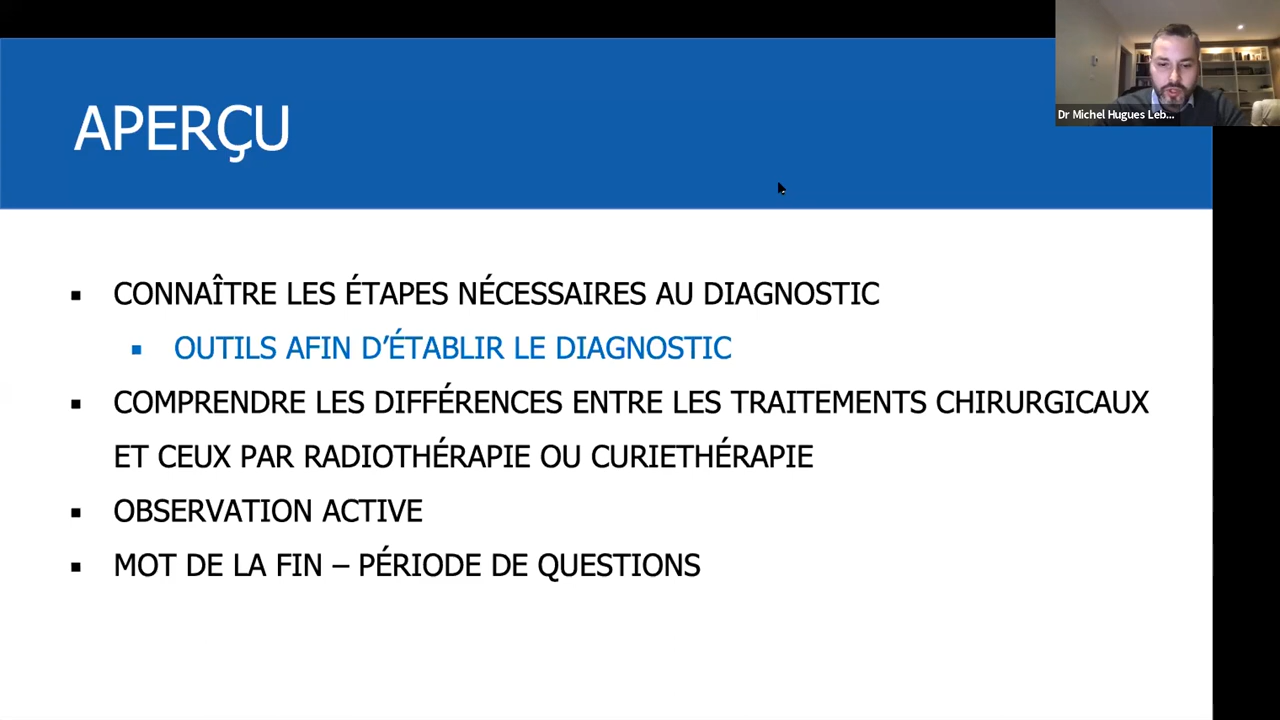 APERÇU
Dr Michel Hugues Leb...
▪ CONNAÎTRE LES ÉTAPES NÉCESSAIRES AU DIAGNOSTIC
▪ OUTILS AFIN D’ÉTABLIR LE DIAGNOSTIC
▪ COMPRENDRE LES DIFFÉRENCES ENTRE LES TRAITEMENTS CHIRURGICAUX
ET CEUX PAR RADIOTHÉRAPIE OU CURIETHÉRAPIE
▪ OBSERVATION ACTIVE
▪ MOT DE LA FIN – PÉRIODE DE QUESTIONS